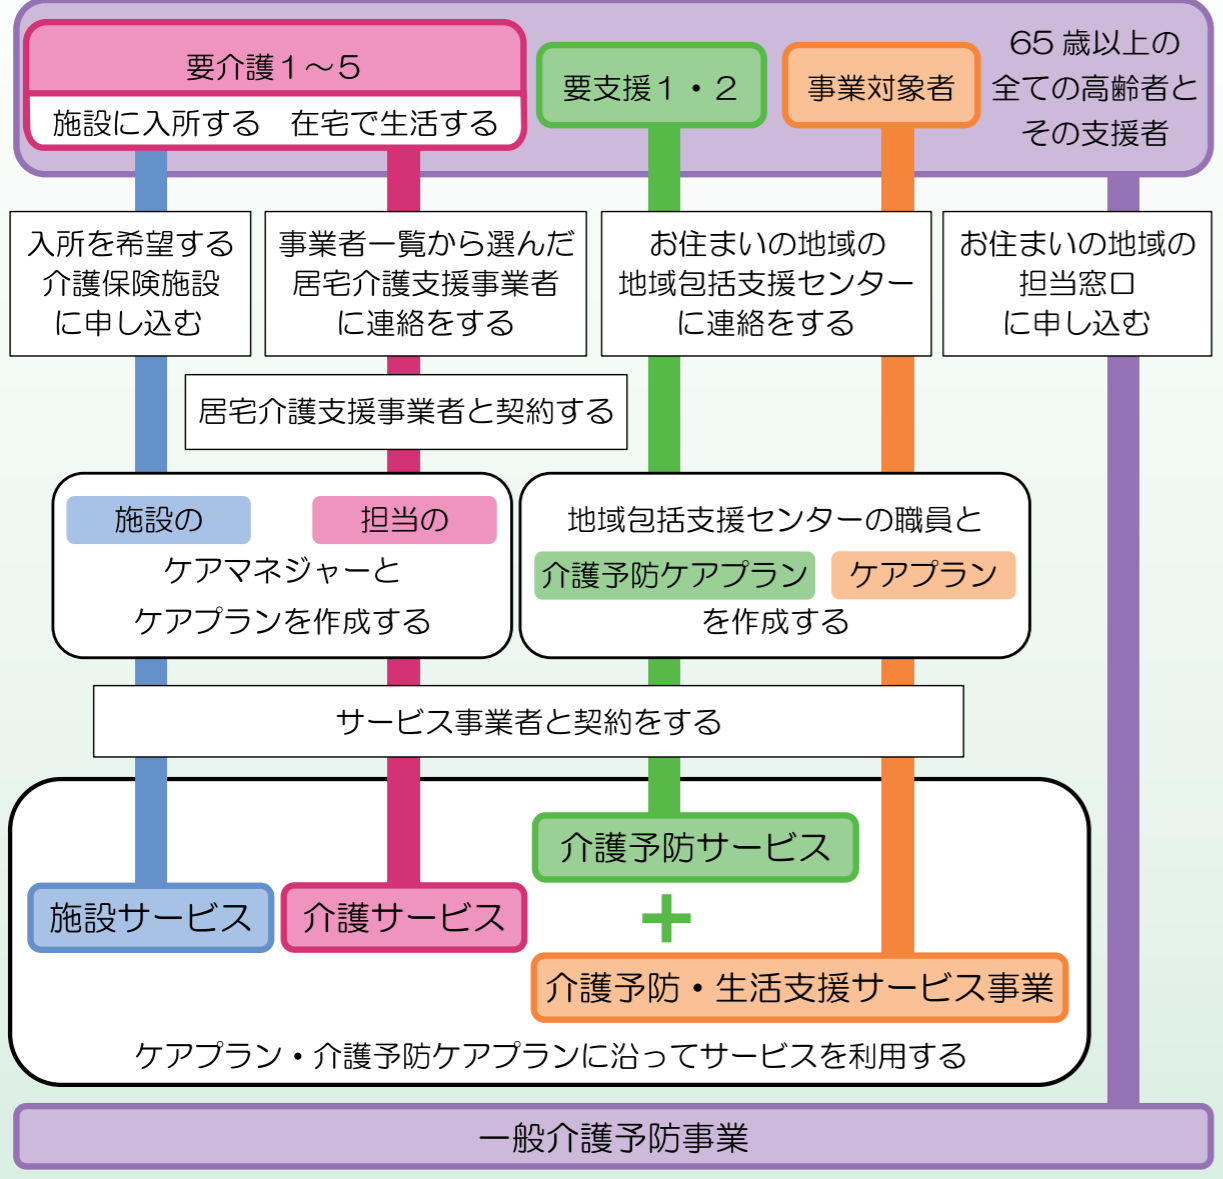 要介護１～５
施設に入所する　在宅で生活する
要支援１・２
事業対象者
65 歳以上の
全ての高齢者と
その支援者
入所を希望する
介護保険施設
に申し込む
事業者一覧から選んだ
居宅介護支援事業者
に連絡をする
お住まいの地域の
地域包括支援センター
に連絡をする
お住まいの地域の
担当窓口
に申し込む
居宅介護支援事業者と契約する
施設の　担当の
ケアマネジャーと
ケアプランを作成する
地域包括支援センターの職員と
介護予防ケアプラン　ケアプラン
を作成する
サービス事業者と契約をする
施設サービス
介護サービス
介護予防サービス
＋
介護予防・生活支援サービス事業
ケアプラン・介護予防ケアプランに沿ってサービスを利用する
一般介護予防事業